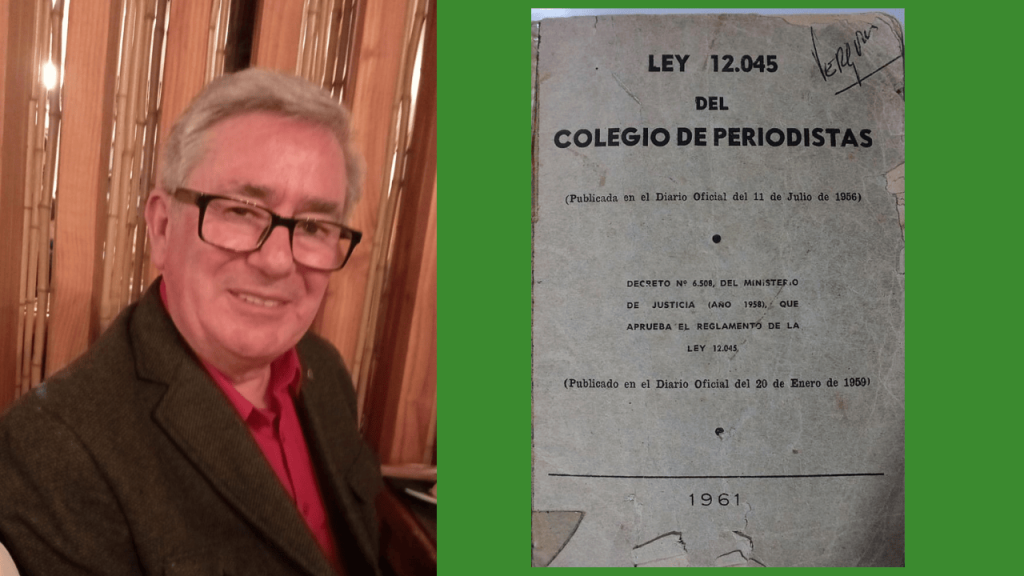 LEY 12.045
DEL
COLEGIO DE PERIODISTAS
(Publicada en el Diario Oficial del 11 de Julio de 1956)
DECRETO Nº 6.508, DEL MINISTERIO
DE JUSTICIA (AÑO 1958), QUE
APRUEBA EL REGLAMENTO DE LA
LEY 12.045.
(Publicado en el Diario Oficial del 20 de Enero de 1959)
1961